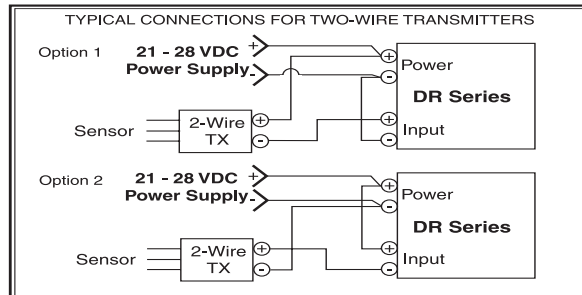 TYPICAL CONNECTIONS FOR TWO-WIRE TRANSMITTERS
Option 1
21 - 28 VDC
Power Supply
+
-
+
-
Power
DR Series
+
-
Input
Sensor
2-Wire
TX
+
-
Option 2
21 - 28 VDC
Power Supply
+
-
+
-
Power
DR Series
+
-
Input
Sensor
2-Wire
TX
+
-